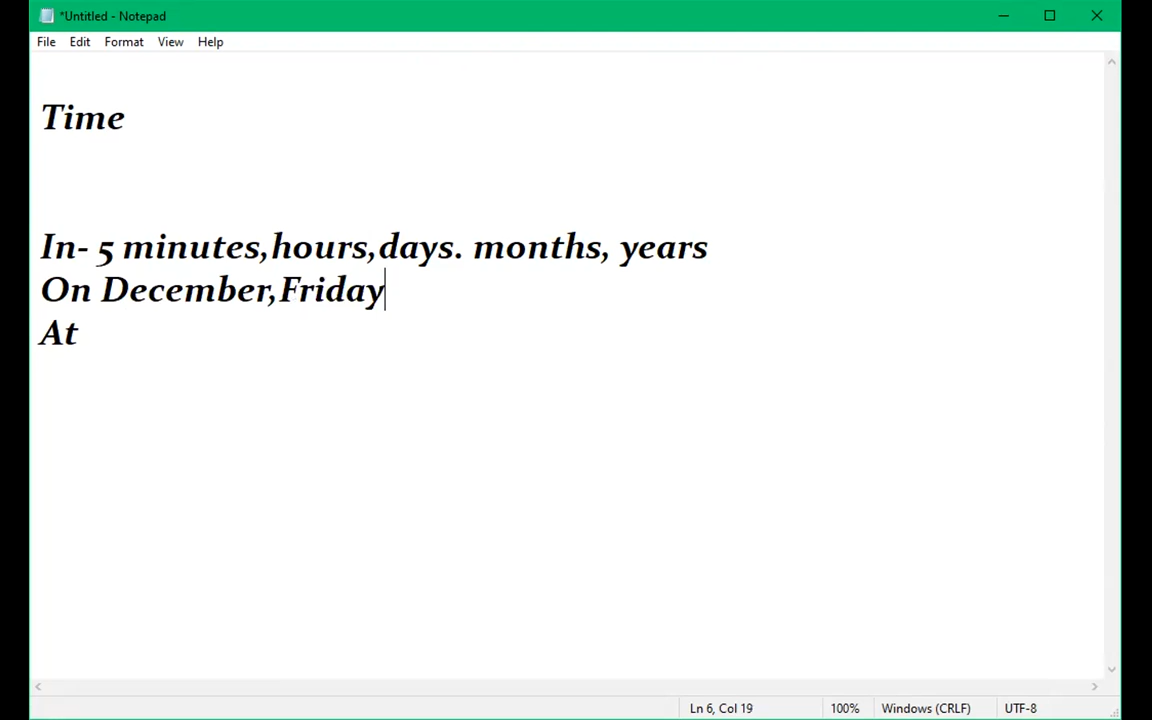 *Untitled - Notepad
File Edit Format View Help
Time
In- 5 minutes,hours,days. months, years
On December,Friday
At
Ln 6, Col 19 100% Windows (CRLF) UTF-8